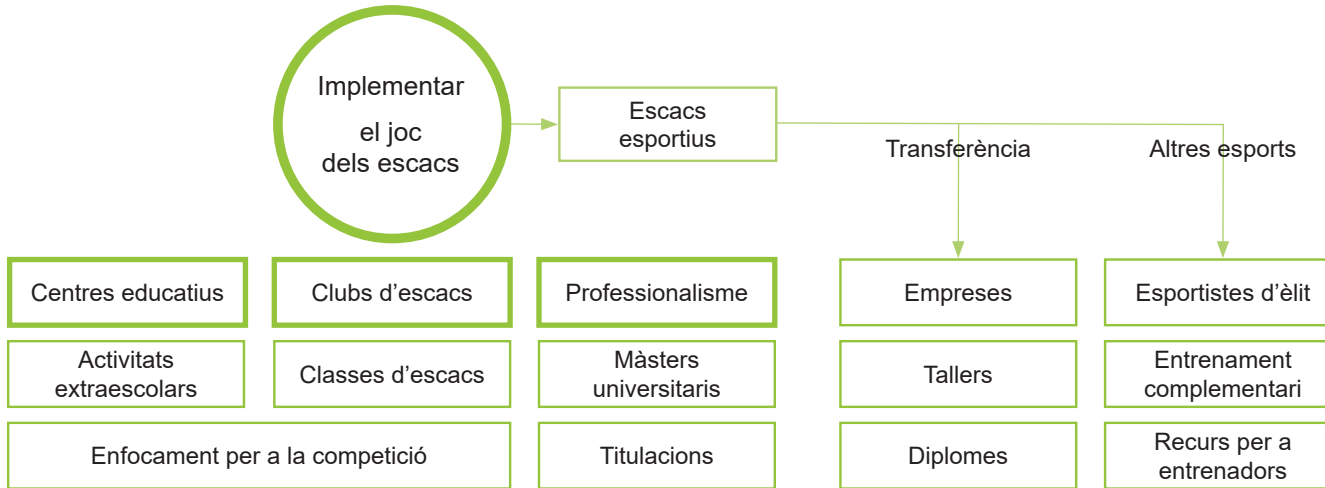 Implementar
el joc
dels escacs
Escacs
esportius
Transferència
Altres esports
Centres educatius
Clubs d’escacs
Professionalisme
Empreses
Esportistes d’èlit
Activitats
extraescolars
Classes d’escacs
Màsters
universitaris
Tallers
Entrenament
complementari
Enfocament per a la competició
Titulacions
Diplomes
Recurs per a
entrenadors